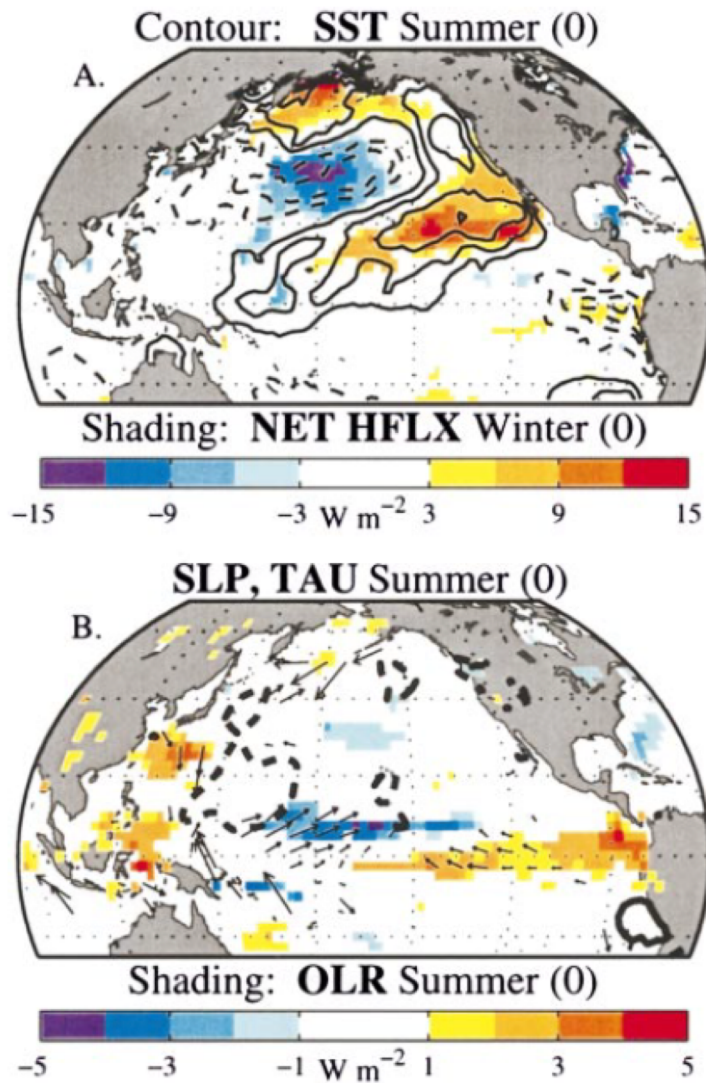 Contour: SST Summer (0)
A.
Shading: NET HFLX Winter (0)
−15 −9 −3 W m−2 3 9 15
SLP, TAU Summer (0)
B.
Shading: OLR Summer (0)
−5 −3 −1 W m−2 1 3 5